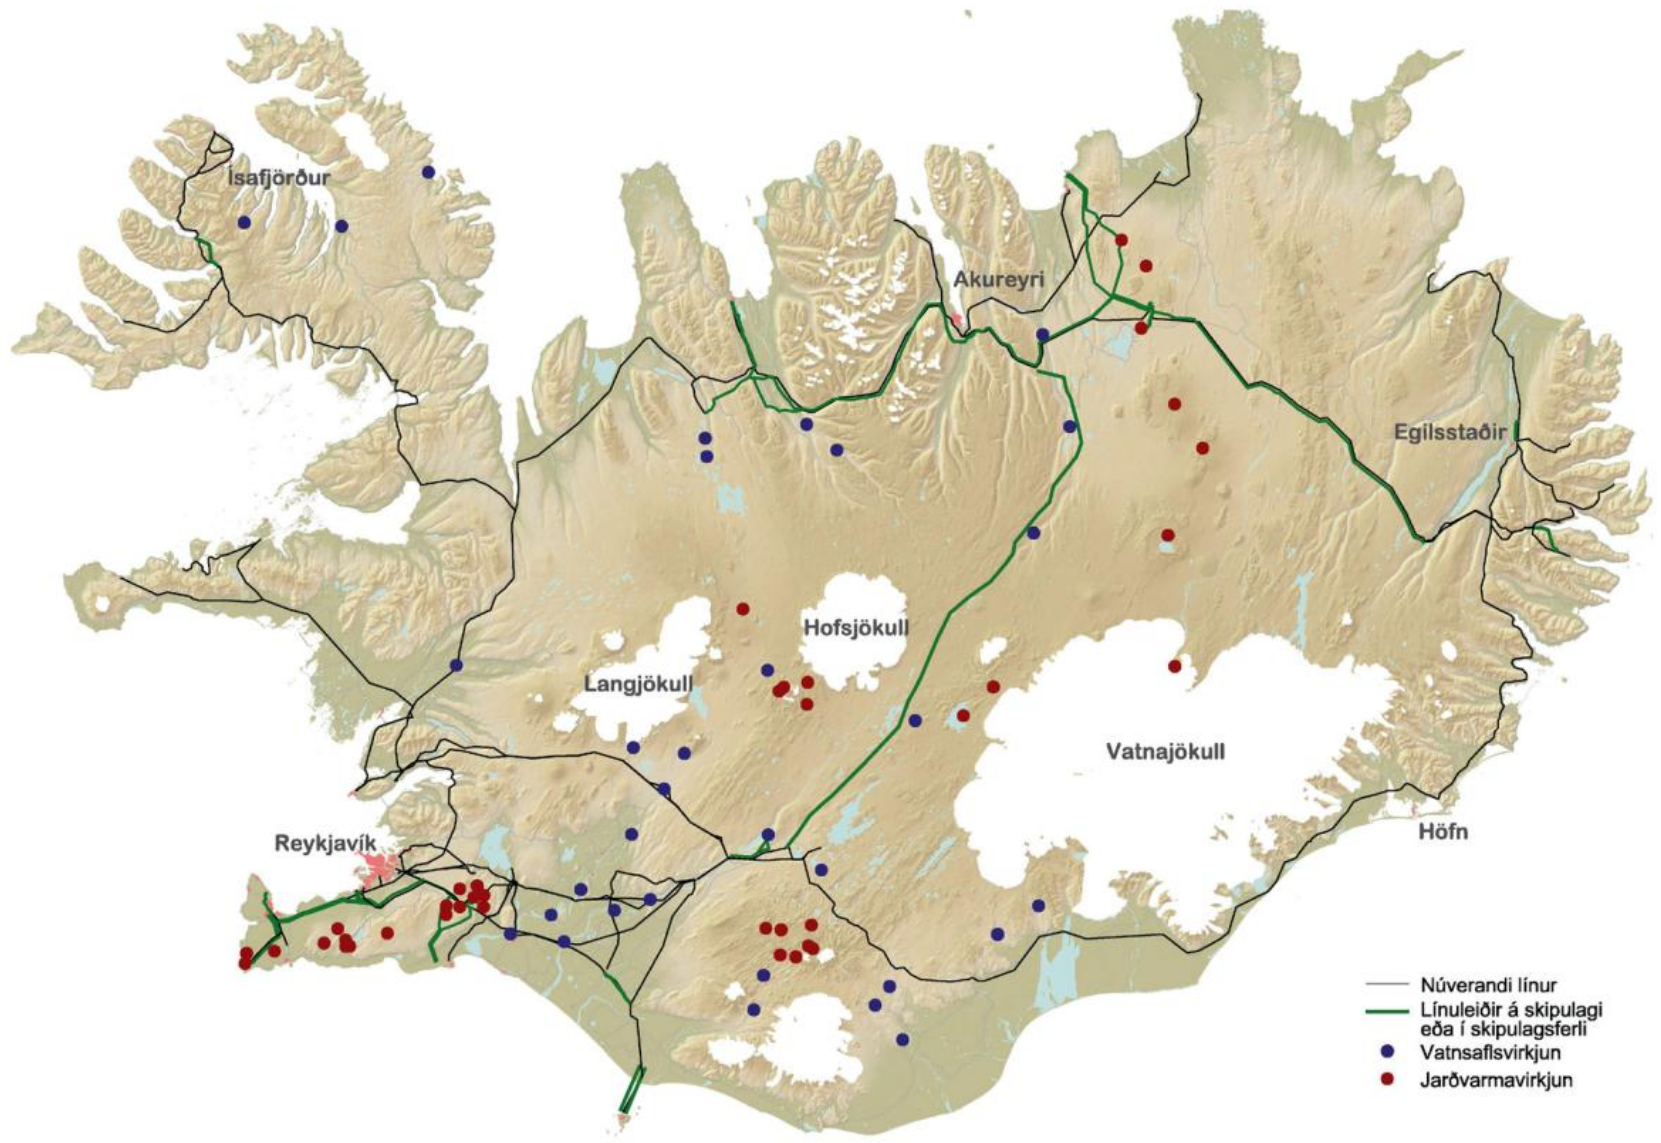 Ísafjörður
Akureyri
Egilsstaðir
Hofsjökull
Langjökull
Vatnajökull
Reykjavík
Höfn
Núverandi línur
Línuleiðir á skipulagi
eða í skipulagsferli
Vatnsaflsvirkjun
Jarðvarmavirkjun